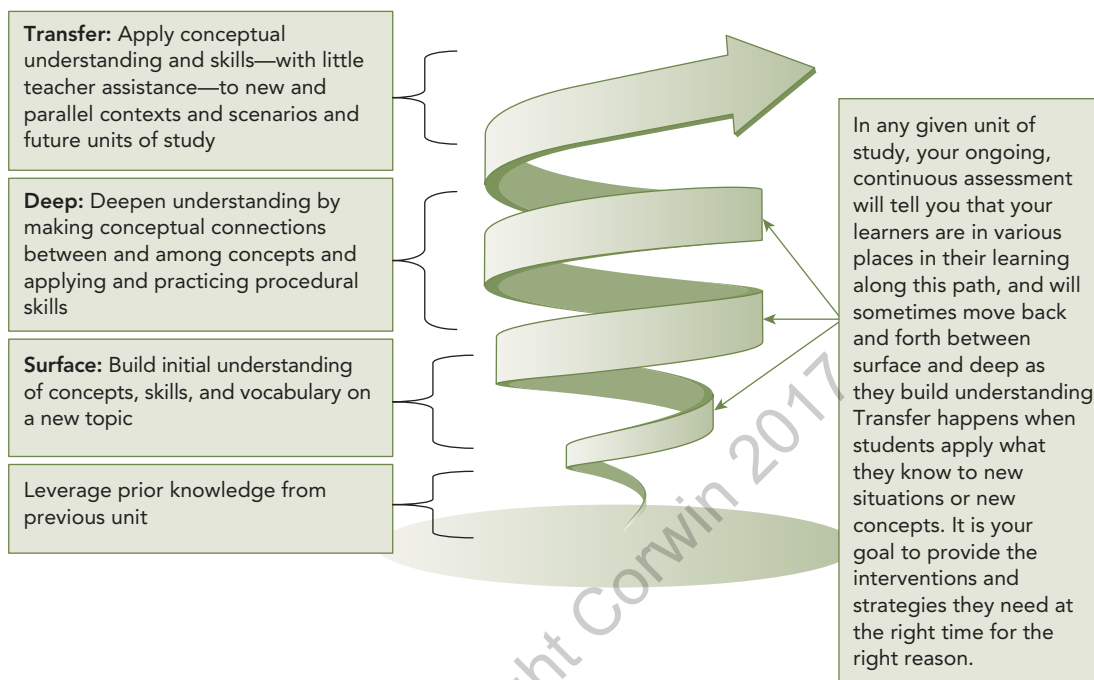 Transfer: Apply conceptual
understanding and skills—with little
teacher assistance—to new and
parallel contexts and scenarios and
future units of study
Deep: Deepen understanding by
making conceptual connections
between and among concepts and
applying and practicing procedural
skills
Surface: Build initial understanding
of concepts, skills, and vocabulary on
a new topic
Leverage prior knowledge from
previous unit
In any given unit of
study, your ongoing,
continuous assessment
will tell you that your
learners are in various
places in their learning
along this path, and will
sometimes move back
and forth between
surface and deep as
they build understanding
Transfer happens when
students apply what
they know to new
situations or new
concepts. It is your
goal to provide the
interventions and
strategies they need at
the right time for the
right reason.
Corwin 2017